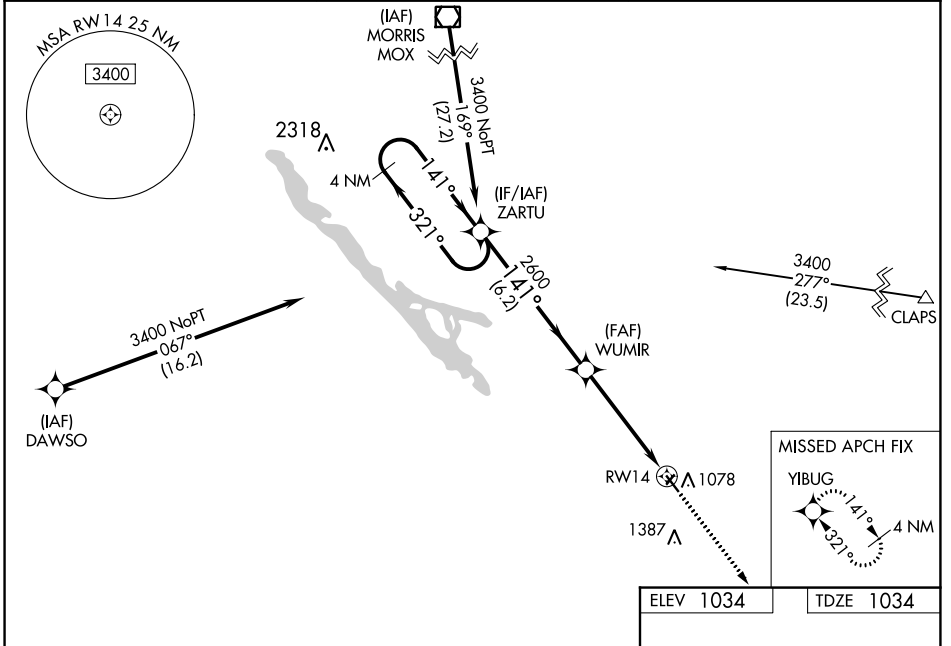 MSA RW14 25 NM
3400
(IAF)
MORRIS
MOX
3400 NoPT
169°
(27.2)
2318
4 NM
141°
321°
(IF/IAF)
ZARTU
2600
141°
(6.2)
3400
277°
(23.5)
CLAPS
3400 NoPT
067°
(16.2)
(IAF)
DAWSO
(FAF)
WUMIR
RW14
1078
1387
MISSED APCH FIX
YIBUG
141°
321°
4 NM
ELEV 1034
TDZE 1034